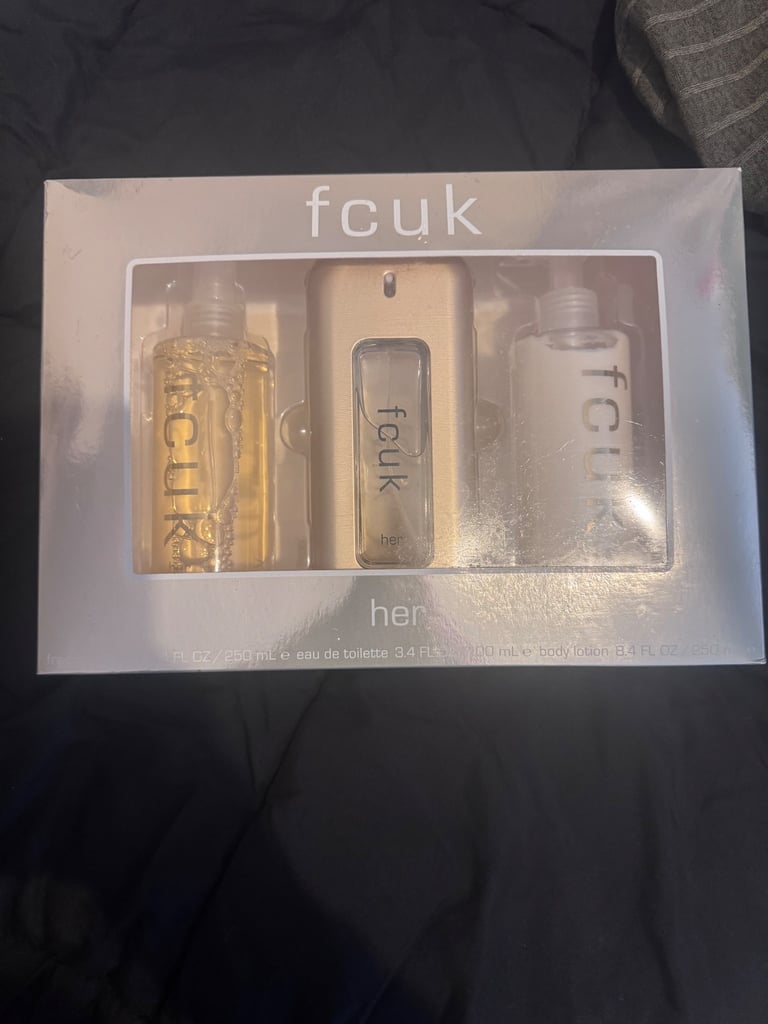 fcuk
fcuk
fcuk
her
fcuk
her
FL OZ/250 mL e eau de toilette 3.4 FL mL e body lotion 8.4 FL OZ/250